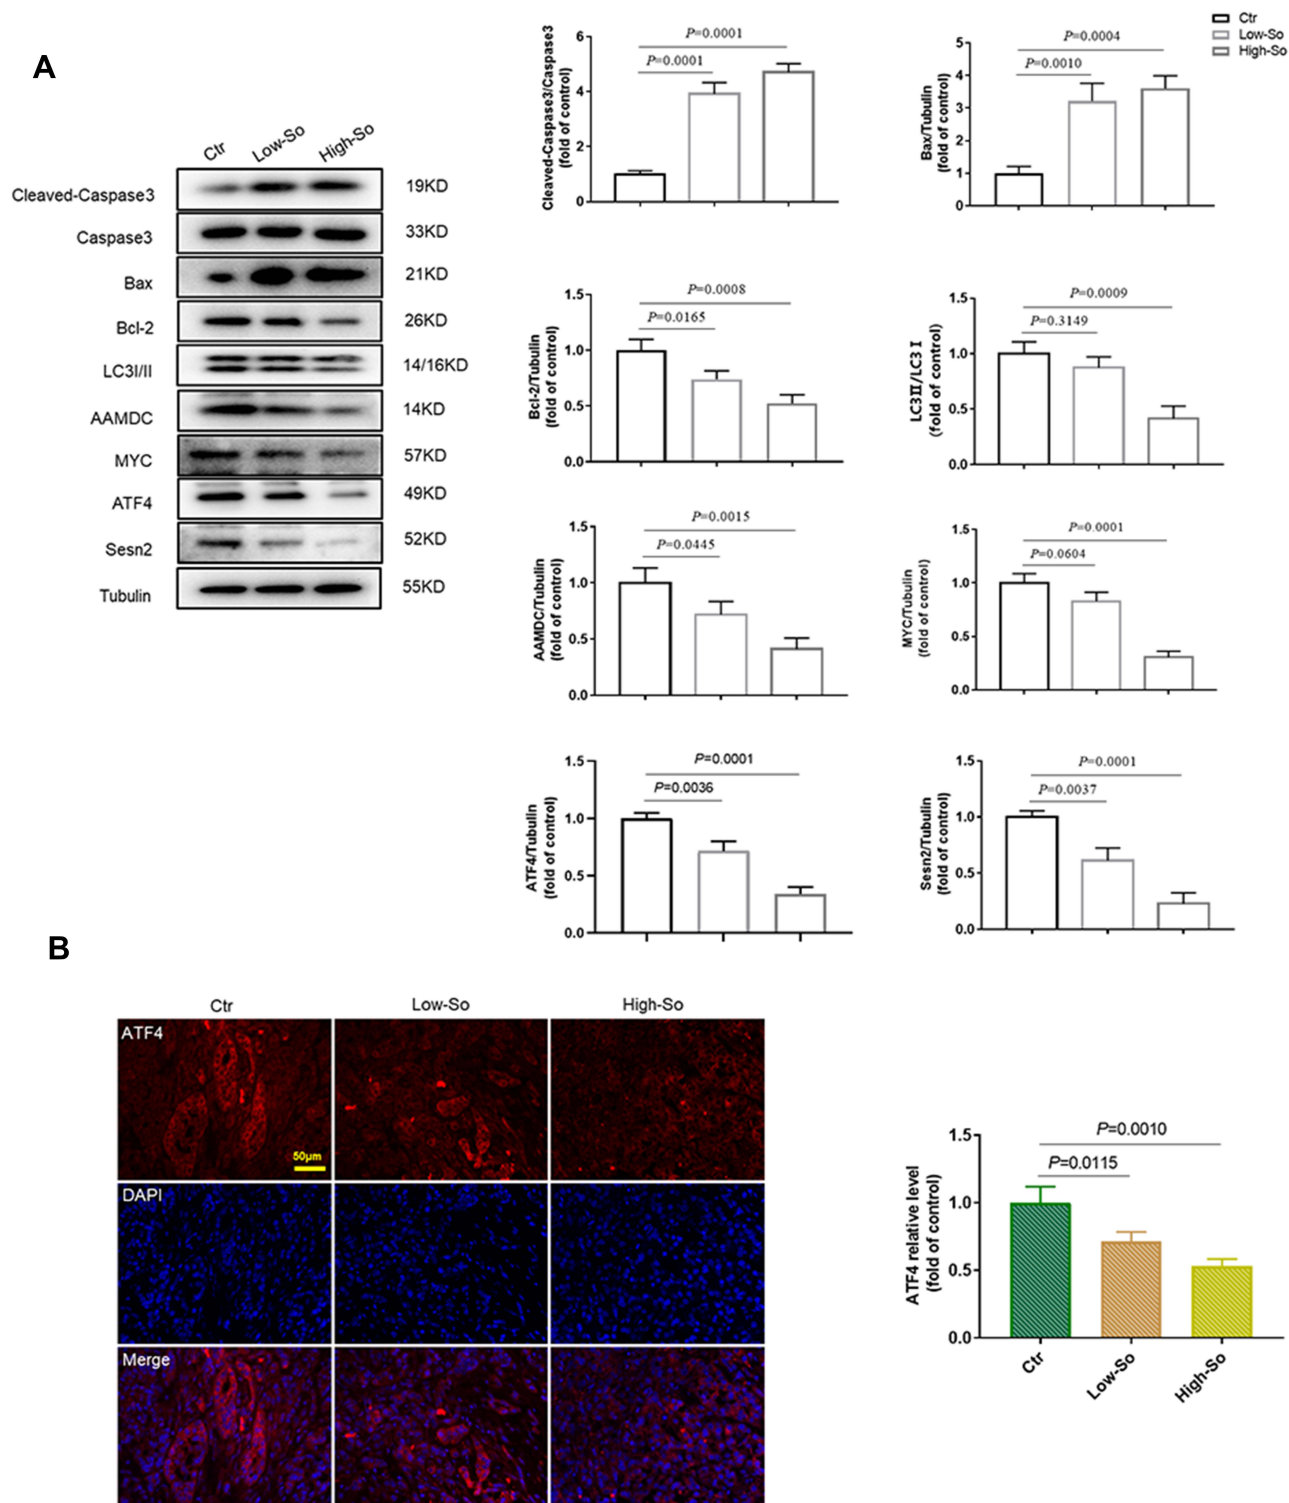 A
Ctr
Low-So
High-So
Cleaved-Caspase3
19KD
Caspase3
33KD
Bax
21KD
Bcl-2
26KD
LC3I/II
14/16KD
AAMDC
14KD
MYC
57KD
ATF4
49KD
Sesn2
52KD
Tubulin
55KD
Cleaved-Caspase3/Caspase3
(fold of control)
6
4
2
0
P=0.0001
P=0.0001
Bax/Tubulin
(fold of control)
5
4
3
2
1
0
P=0.0004
P=0.0010
Ctr
Low-So
High-So
Bcl-2/Tubulin
(fold of control)
1.5
1.0
0.5
0.0
P=0.0008
P=0.0165
LC3II/LC3 I
(fold of control)
1.5
1.0
0.5
0.0
P=0.0009
P=0.3149
AAMDC/Tubulin
(fold of control)
1.5
1.0
0.5
0.0
P=0.0015
P=0.0445
MYC/Tubulin
(fold of control)
1.5
1.0
0.5
0.0
P=0.0001
P=0.0604
ATF4/Tubulin
(fold of control)
1.5
1.0
0.5
0.0
P=0.0001
P=0.0036
Sesn2/Tubulin
(fold of control)
1.5
1.0
0.5
0.0
P=0.0001
P=0.0037
B
Ctr
Low-So
High-So
ATF4
50μm
DAPI
Merge
ATF4 relative level
(fold of control)
1.5
1.0
0.5
0.0
P=0.0010
P=0.0115
Ctr
Low-So
High-So